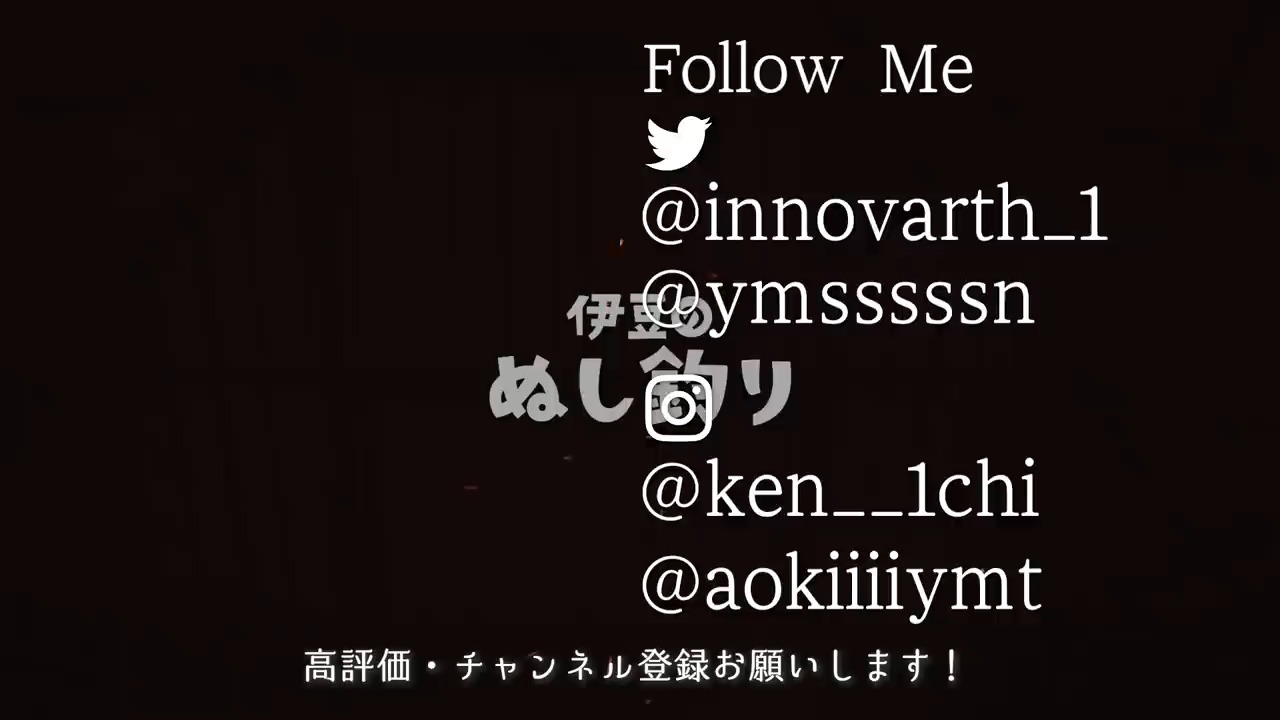 Follow Me
@innovarth_1
@ymsssssn
伊豆の
ぬし釣り
@ken__1chi
@aokiiiiymt
高評価・チャンネル登録お願いします！